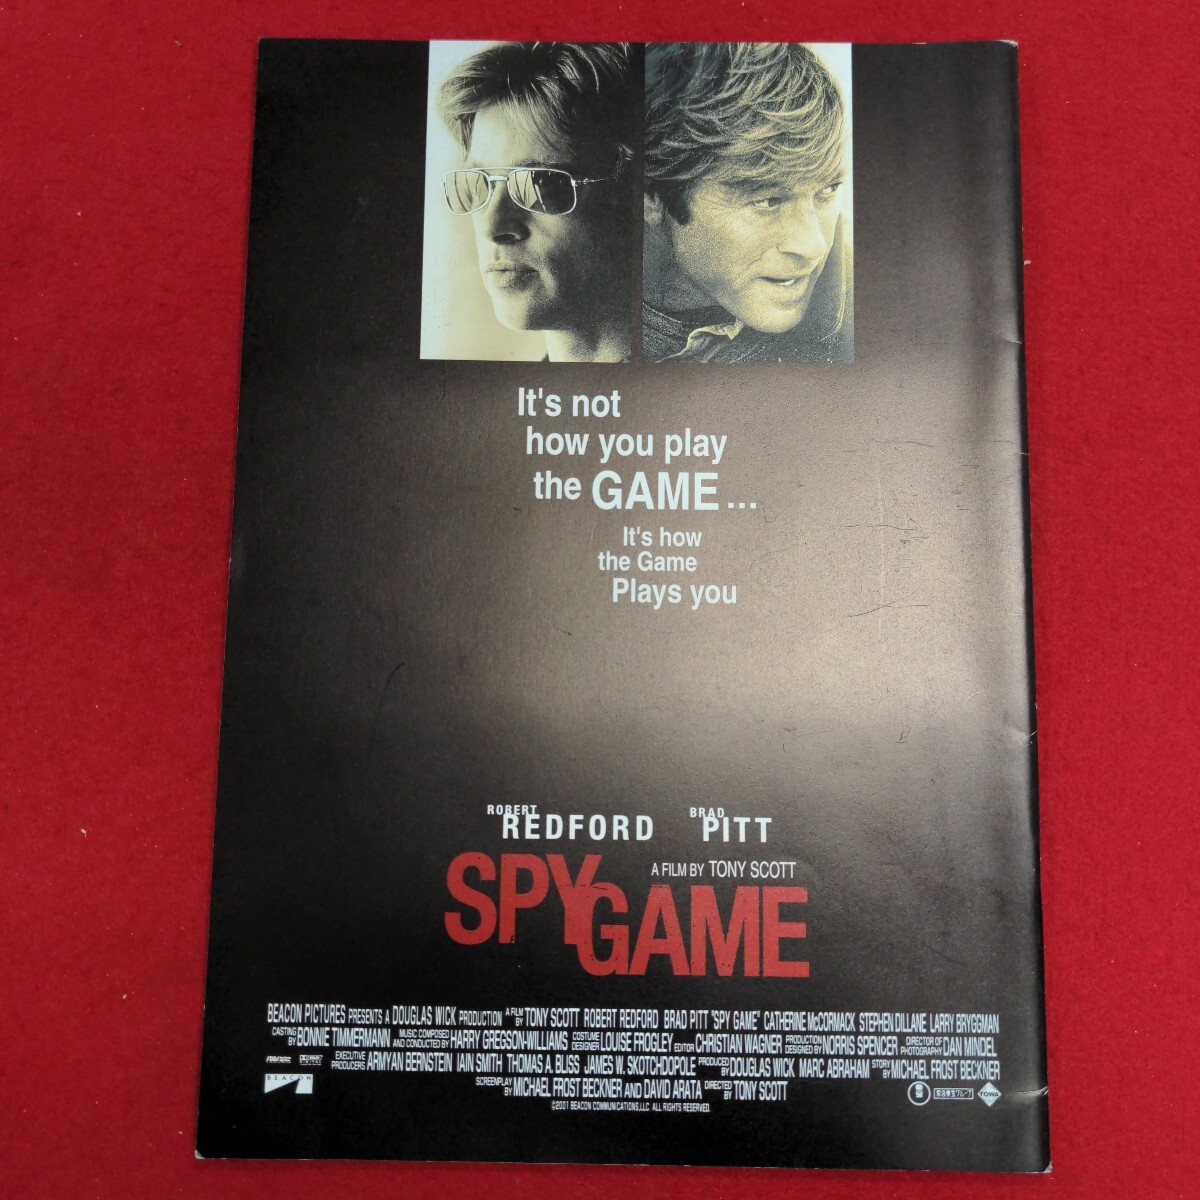 It's not
how you play
the GAME...
It's how
the Game
Plays you
ROBERT REDFORD BRAD PITT
A FILM BY TONY SCOTT
SPY GAME
BEACON PICTURES PRESENTS A DOUGLAS WICK PRODUCTION A FILM BY TONY SCOTT ROBERT REDFORD BRAD PITT "SPY GAME" CATHERINE McCORMACK STEPHEN DILLANE LARRY BRYGGMAN
CASTING BY BONNIE TIMMERMANN MUSIC COMPOSED AND CONDUCTED BY HARRY GREGSON-WILLIAMS COSTUME DESIGNER LOUISE FROGLEY EDITOR CHRISTIAN WAGNER PRODUCTION DESIGNED BY NORRIS SPENCER DIRECTOR OF PHOTOGRAPHY DAN MINDEL
EXECUTIVE PRODUCERS ARMYAN BERNSTEIN IAIN SMITH THOMAS A. BLISS JAMES W. SKOTCHDOPOLE PRODUCED BY DOUGLAS WICK MARC ABRAHAM STORY BY MICHAEL FROST BECKNER
SCREENPLAY BY MICHAEL FROST BECKNER AND DAVID ARATA DIRECTED BY TONY SCOTT
BEACON
©2001 BEACON COMMUNICATIONS, LLC. ALL RIGHTS RESERVED.
TOWA